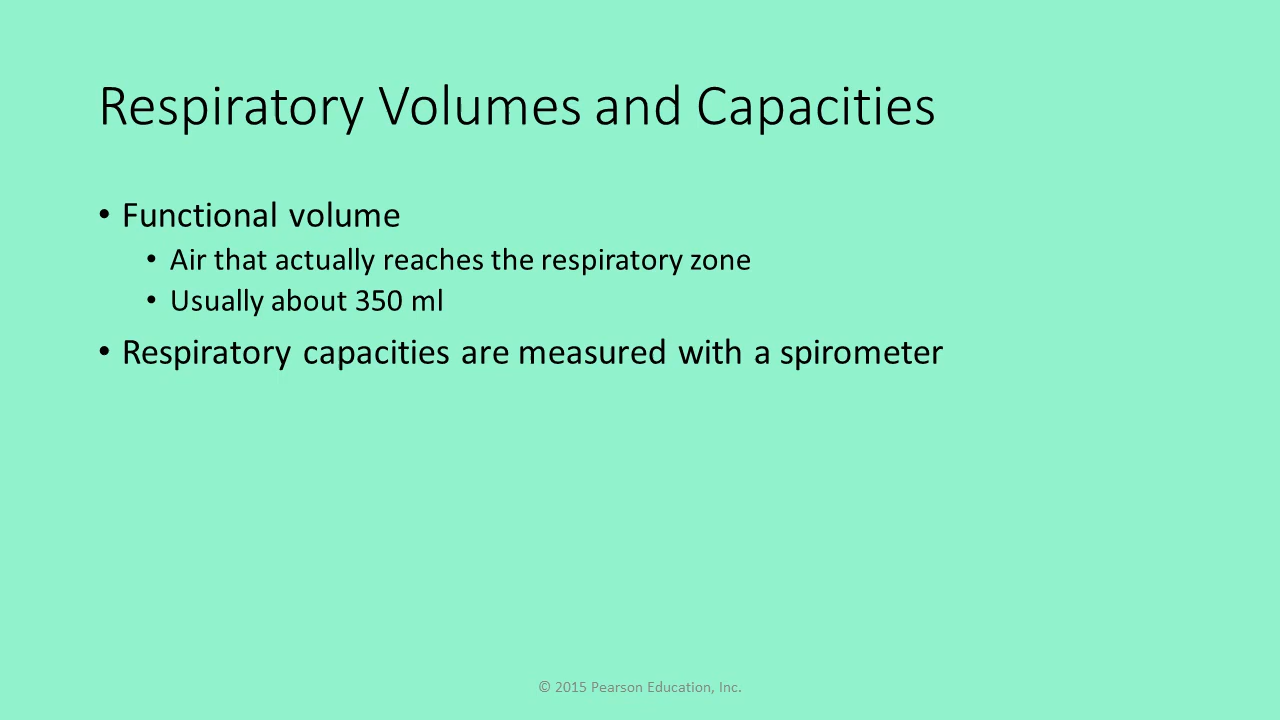 Respiratory Volumes and Capacities
• Functional volume
• Air that actually reaches the respiratory zone
• Usually about 350 ml
• Respiratory capacities are measured with a spirometer
© 2015 Pearson Education, Inc.